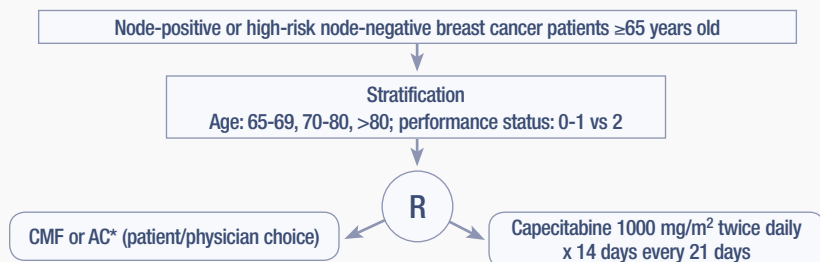 Node-positive or high-risk node-negative breast cancer patients ≥65 years old
Stratification
Age: 65-69, 70-80, >80; performance status: 0-1 vs 2
R
CMF or AC* (patient/physician choice)
Capecitabine 1000 mg/m² twice daily
x 14 days every 21 days